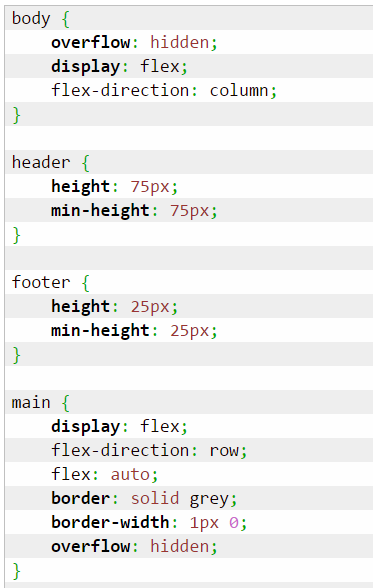 body {
    overflow: hidden;
    display: flex;
    flex-direction: column;
}

header {
    height: 75px;
    min-height: 75px;
}

footer {
    height: 25px;
    min-height: 25px;
}

main {
    display: flex;
    flex-direction: row;
    flex: auto;
    border: solid grey;
    border-width: 1px 0;
    overflow: hidden;
}